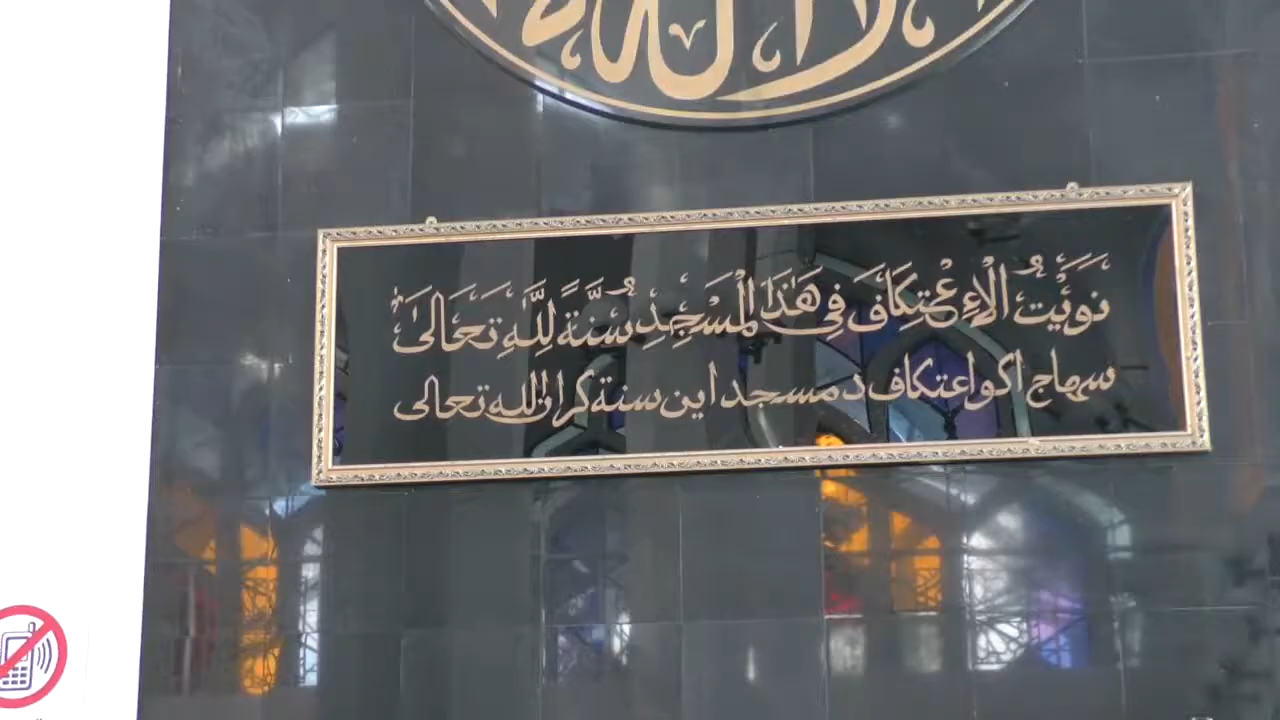 نَوَيْتُ الْاِعْتِكَافَ فِي هَٰذَا الْمَسْجِدِ سُنَّةً لِلَّهِ تَعَالَىٰ
سهاج اكو اعتكاف د مسجد اين سنة كران الله تعالى